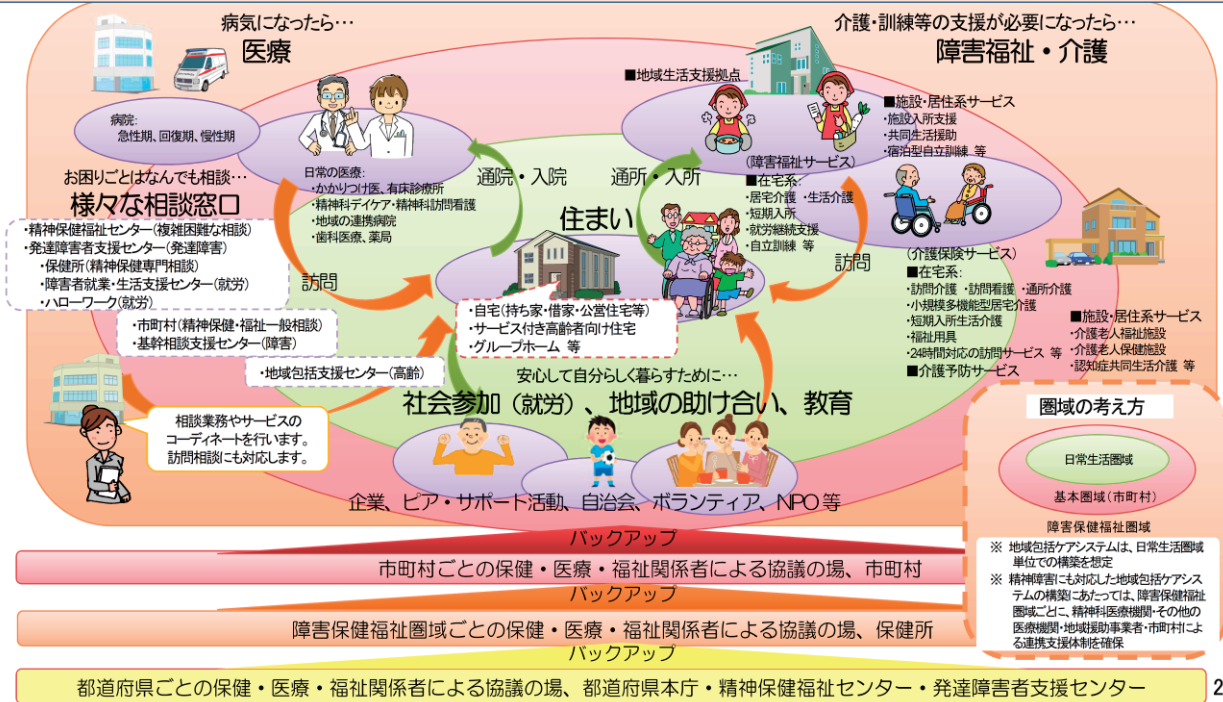 病気になったら…
医療
病院:
急性期、回復期、慢性期
日常の医療:
・かかりつけ医、有床診療所
・精神科デイケア・精神科訪問看護
・地域の連携病院
・歯科医療、薬局
通院・入院
訪問
介護・訓練等の支援が必要になったら…
障害福祉・介護
■地域生活支援拠点
■施設・居住系サービス
・施設入所支援
・共同生活援助
・宿泊型自立訓練 等
(障害福祉サービス)
■在宅系:
・居宅介護 ・生活介護
・短期入所
・就労継続支援
・自立訓練 等
通所・入所
訪問
(介護保険サービス)
■在宅系:
・訪問介護 ・訪問看護 ・通所介護
・小規模多機能型居宅介護
・短期入所生活介護
・福祉用具
・24時間対応の訪問サービス 等
■介護予防サービス
■施設・居住系サービス
・介護老人福祉施設
・介護老人保健施設
・認知症共同生活介護 等
お困りごとはなんでも相談…
様々な相談窓口
・精神保健福祉センター(複雑困難な相談)
・発達障害者支援センター(発達障害)
・保健所(精神保健専門相談)
・障害者就業・生活支援センター(就労)
・ハローワーク(就労)
・市町村(精神保健・福祉一般相談)
・基幹相談支援センター(障害)
・地域包括支援センター(高齢)
相談業務やサービスの
コーディネートを行います。
訪問相談にも対応します。
住まい
・自宅(持ち家・借家・公営住宅等)
・サービス付き高齢者向け住宅
・グループホーム 等
安心して自分らしく暮らすために…
社会参加(就労)、地域の助け合い、教育
企業、ピア・サポート活動、自治会、ボランティア、NPO等
圏域の考え方
日常生活圏域
基本圏域(市町村)
障害保健福祉圏域
※ 地域包括ケアシステムは、日常生活圏域
単位での構築を想定
※ 精神障害にも対応した地域包括ケアシス
テムの構築にあたっては、障害保健福祉
圏域ごとに、精神科医療機関・その他の
医療機関・地域援助事業者・市町村によ
る連携支援体制を確保
バックアップ
市町村ごとの保健・医療・福祉関係者による協議の場、市町村
バックアップ
障害保健福祉圏域ごとの保健・医療・福祉関係者による協議の場、保健所
バックアップ
都道府県ごとの保健・医療・福祉関係者による協議の場、都道府県本庁・精神保健福祉センター・発達障害者支援センター
2